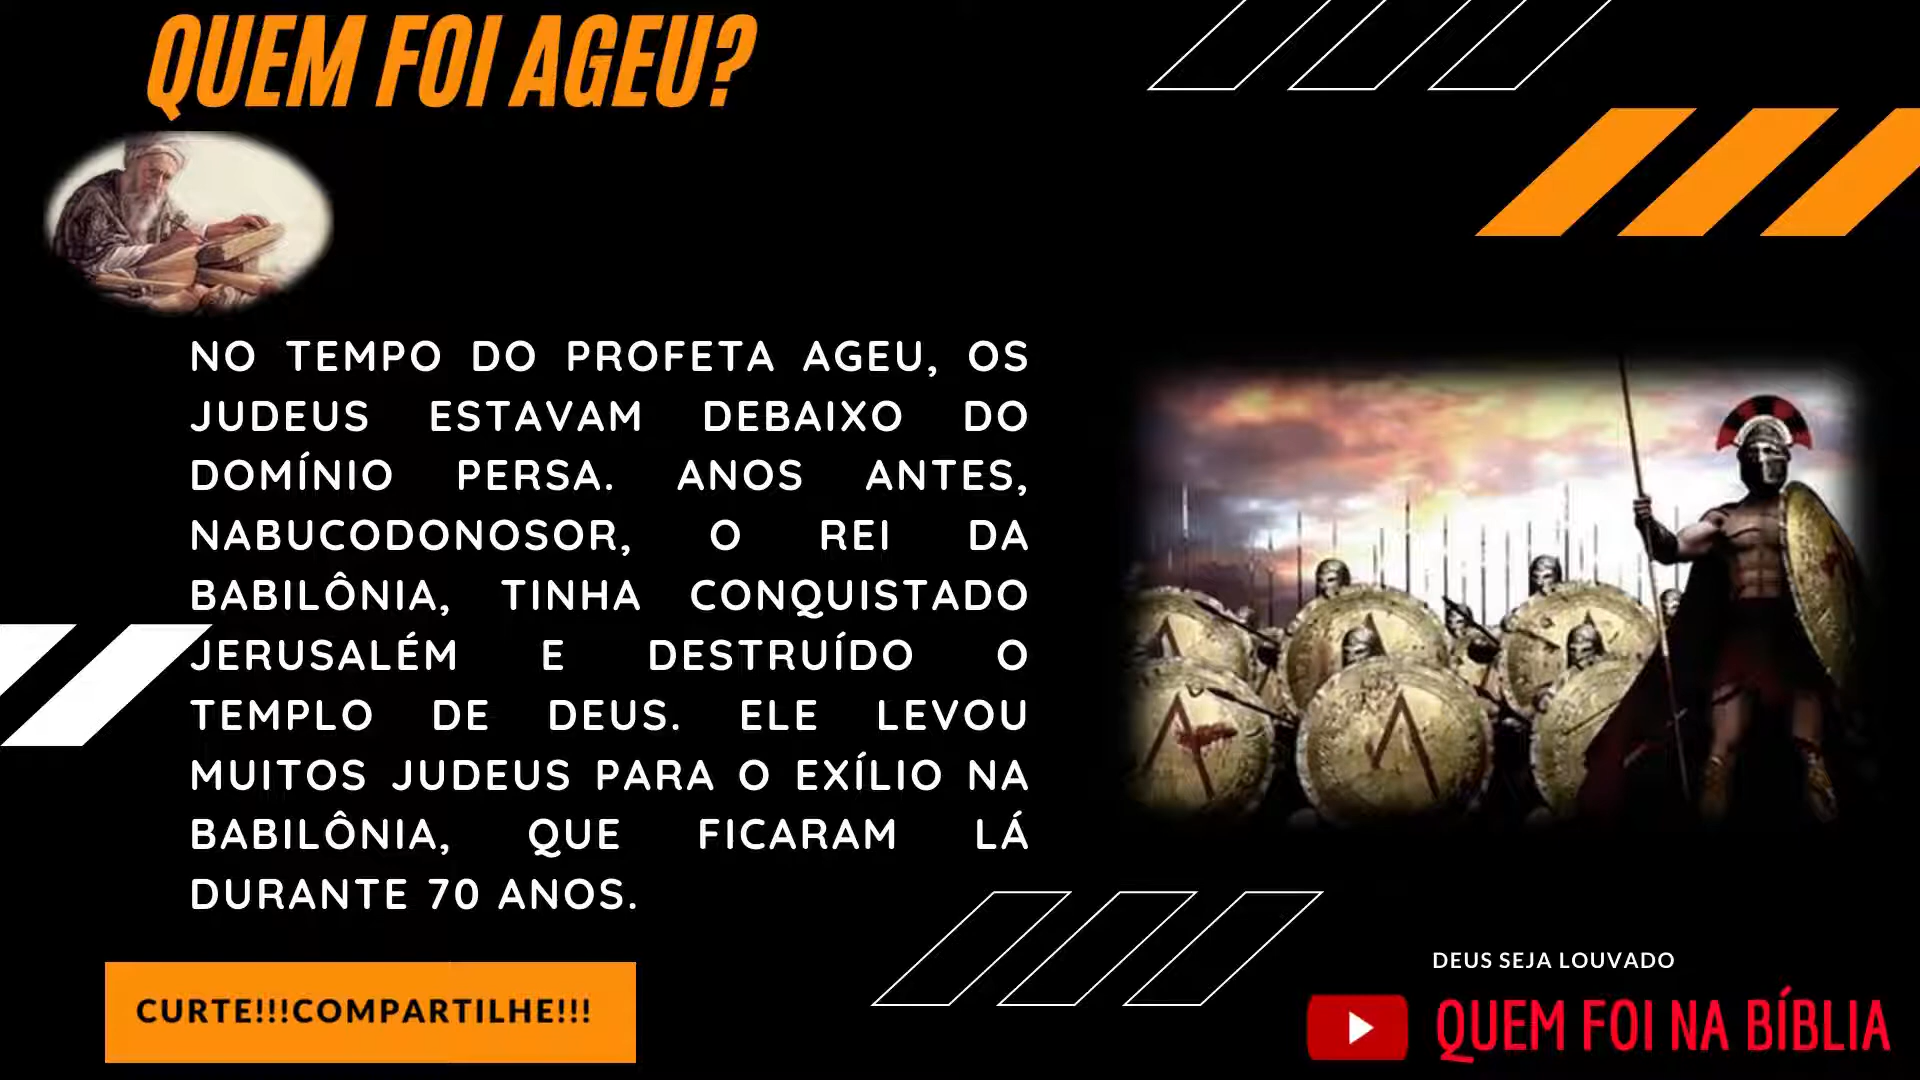 QUEM FOI AGEU?
NO TEMPO DO PROFETA AGEU, OS
JUDEUS ESTAVAM DEBAIXO DO
DOMÍNIO PERSA. ANOS ANTES,
NABUCODONOSOR, O REI DA
BABILÔNIA, TINHA CONQUISTADO
JERUSALÉM E DESTRUÍDO O
TEMPLO DE DEUS. ELE LEVOU
MUITOS JUDEUS PARA O EXÍLIO NA
BABILÔNIA, QUE FICARAM LÁ
DURANTE 70 ANOS.
CURTE!!!COMPARTILHE!!!
DEUS SEJA LOUVADO
QUEM FOI NA BÍBLIA